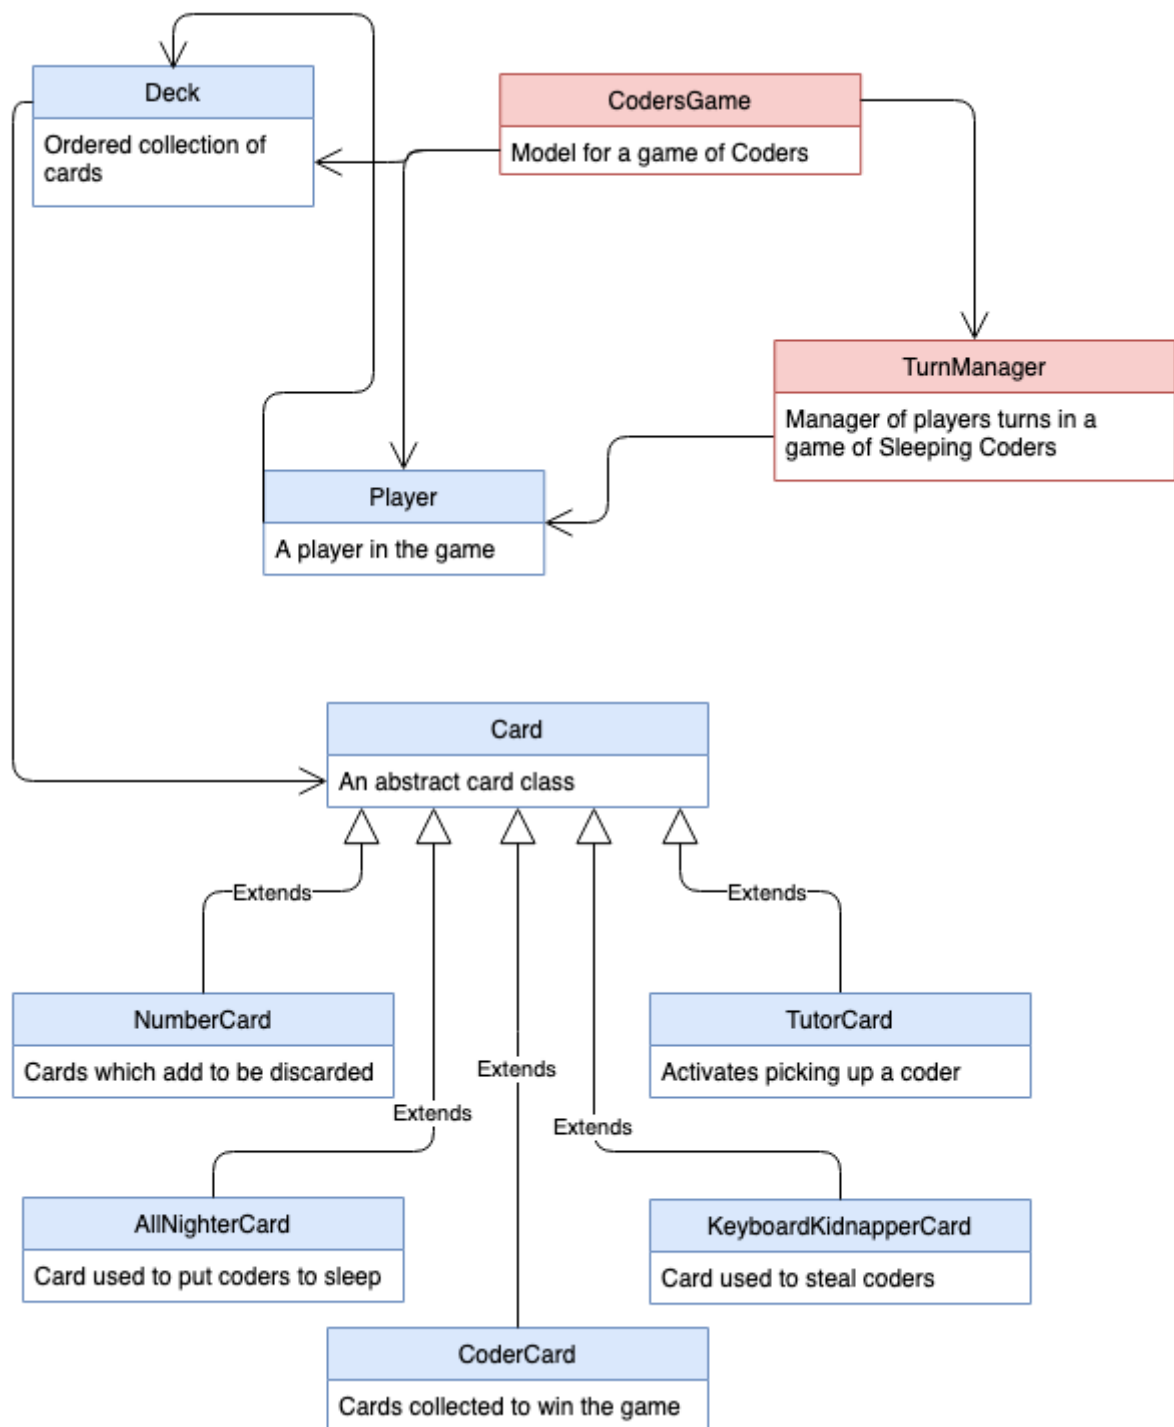 Deck
Ordered collection of
cards
CodersGame
Model for a game of Coders
TurnManager
Manager of players turns in a
game of Sleeping Coders
Player
A player in the game
Card
An abstract card class
Extends
Extends
NumberCard
Cards which add to be discarded
TutorCard
Activates picking up a coder
Extends
Extends
Extends
AllNighterCard
Card used to put coders to sleep
KeyboardKidnapperCard
Card used to steal coders
CoderCard
Cards collected to win the game